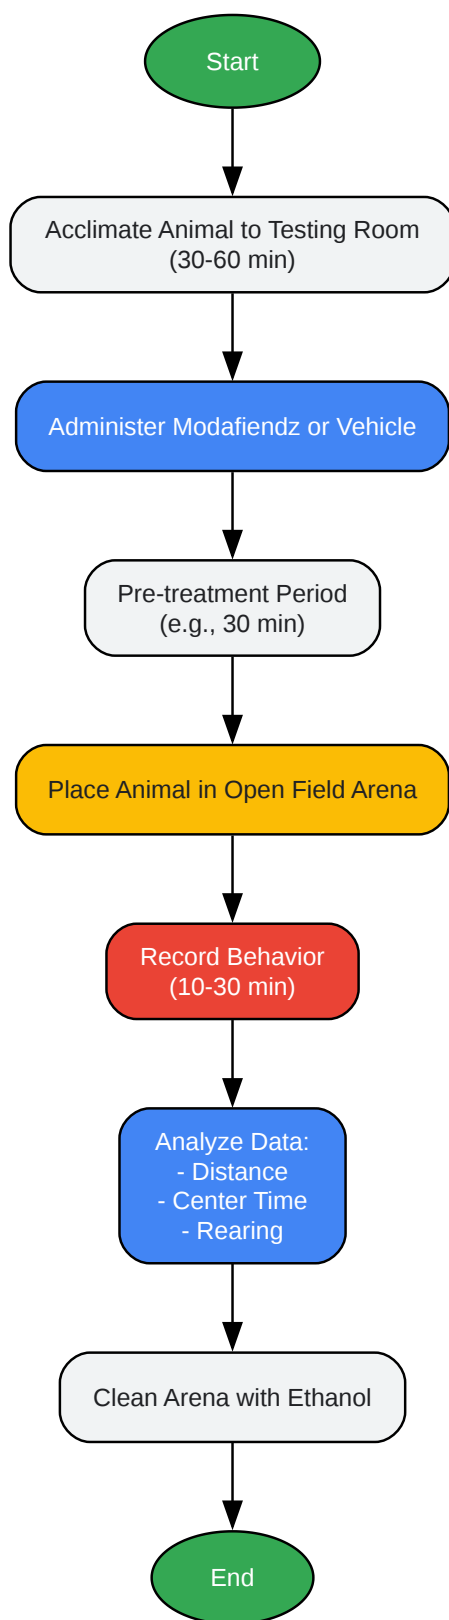 Start
Acclimate Animal to Testing Room
(30-60 min)
Administer Modafiendz or Vehicle
Pre-treatment Period
(e.g., 30 min)
Place Animal in Open Field Arena
Record Behavior
(10-30 min)
Analyze Data:
- Distance
- Center Time
- Rearing
Clean Arena with Ethanol
End